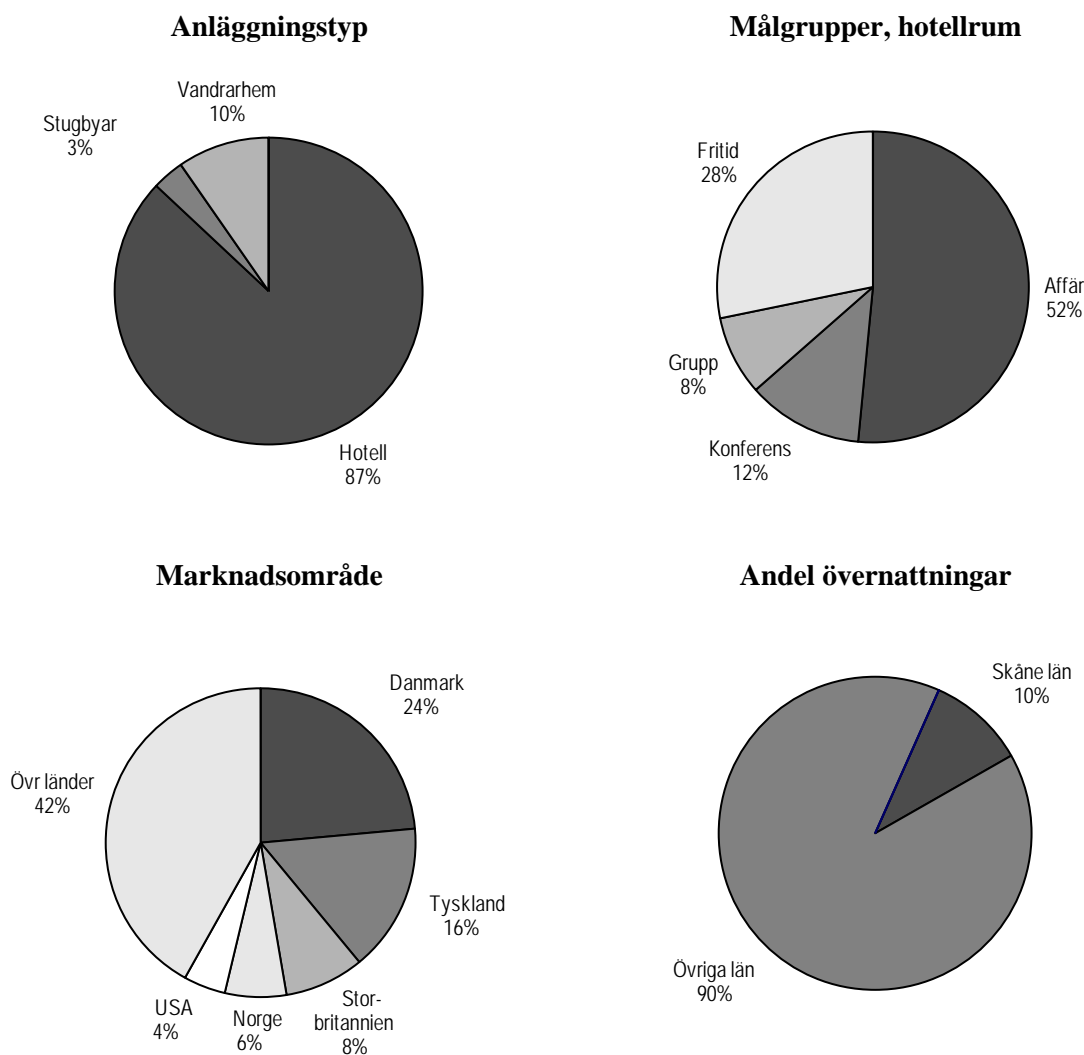 Anläggningstyp
Vandrarhem
10%
Stugbyar
3%
Hotell
87%
Målgrupper, hotellrum
Fritid
28%
Affär
52%
Grupp
8%
Konferens
12%
Marknadsområde
Danmark
24%
Övr länder
42%
Tyskland
16%
USA
4%
Norge
6%
Stor-
britannien
8%
Andel övernattningar
Skåne län
10%
Övriga län
90%